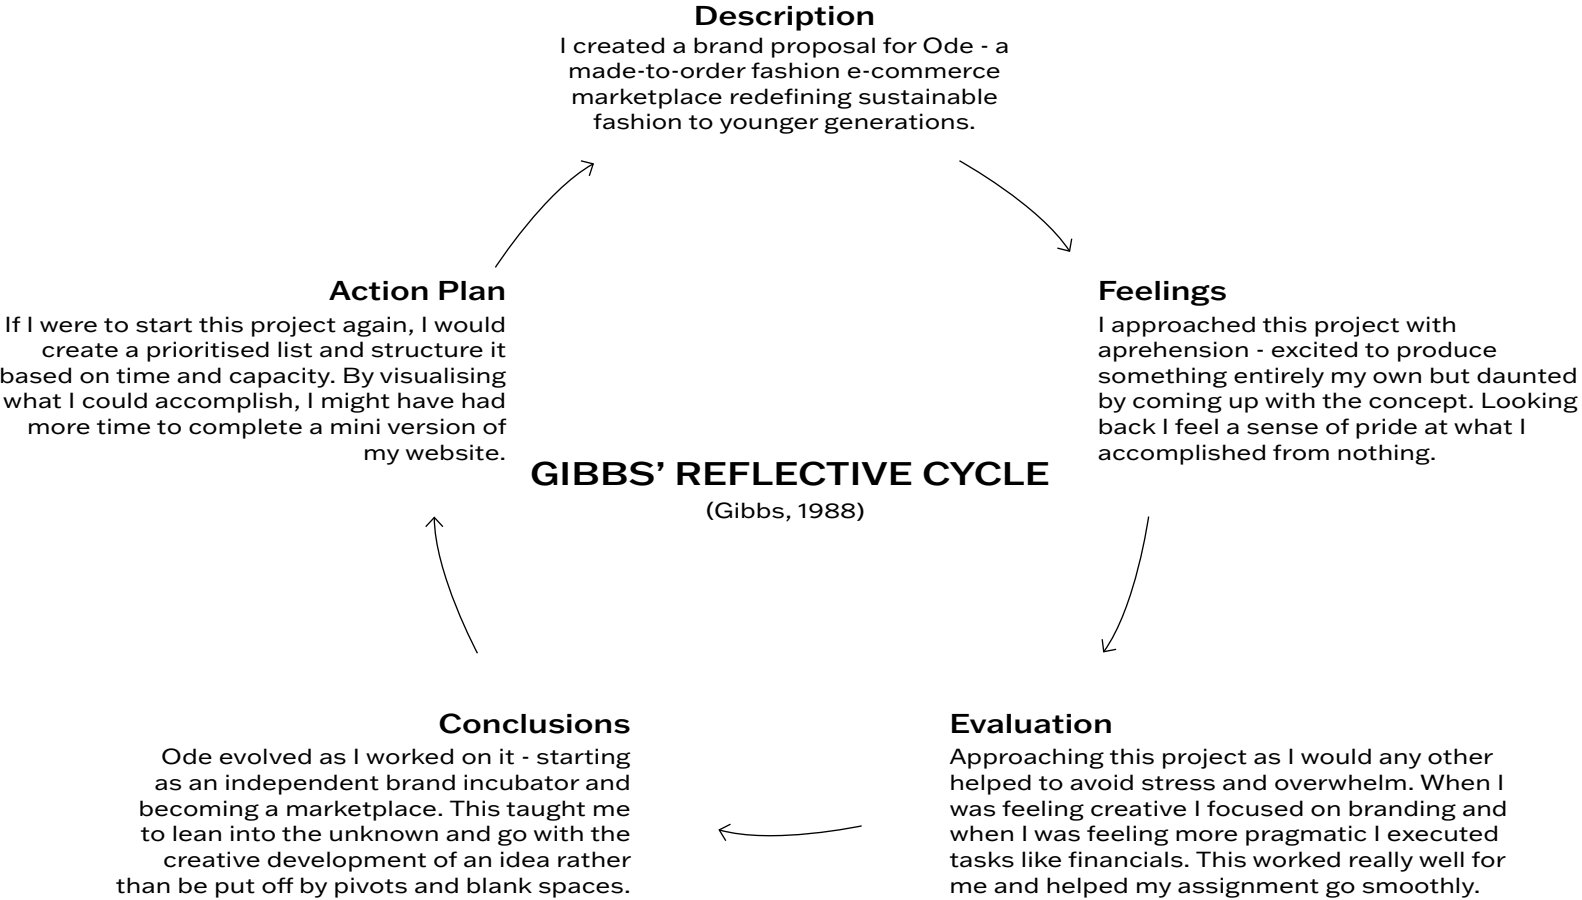 Description
I created a brand proposal for Ode - a
made-to-order fashion e-commerce
marketplace redefining sustainable
fashion to younger generations.
Feelings
I approached this project with
aprehension - excited to produce
something entirely my own but daunted
by coming up with the concept. Looking
back I feel a sense of pride at what I
accomplished from nothing.
Evaluation
Approaching this project as I would any other
helped to avoid stress and overwhelm. When I
was feeling creative I focused on branding and
when I was feeling more pragmatic I executed
tasks like financials. This worked really well for
me and helped my assignment go smoothly.
Conclusions
Ode evolved as I worked on it - starting
as an independent brand incubator and
becoming a marketplace. This taught me
to lean into the unknown and go with the
creative development of an idea rather
than be put off by pivots and blank spaces.
Action Plan
If I were to start this project again, I would
create a prioritised list and structure it
based on time and capacity. By visualising
what I could accomplish, I might have had
more time to complete a mini version of
my website.
GIBBS’ REFLECTIVE CYCLE
(Gibbs, 1988)